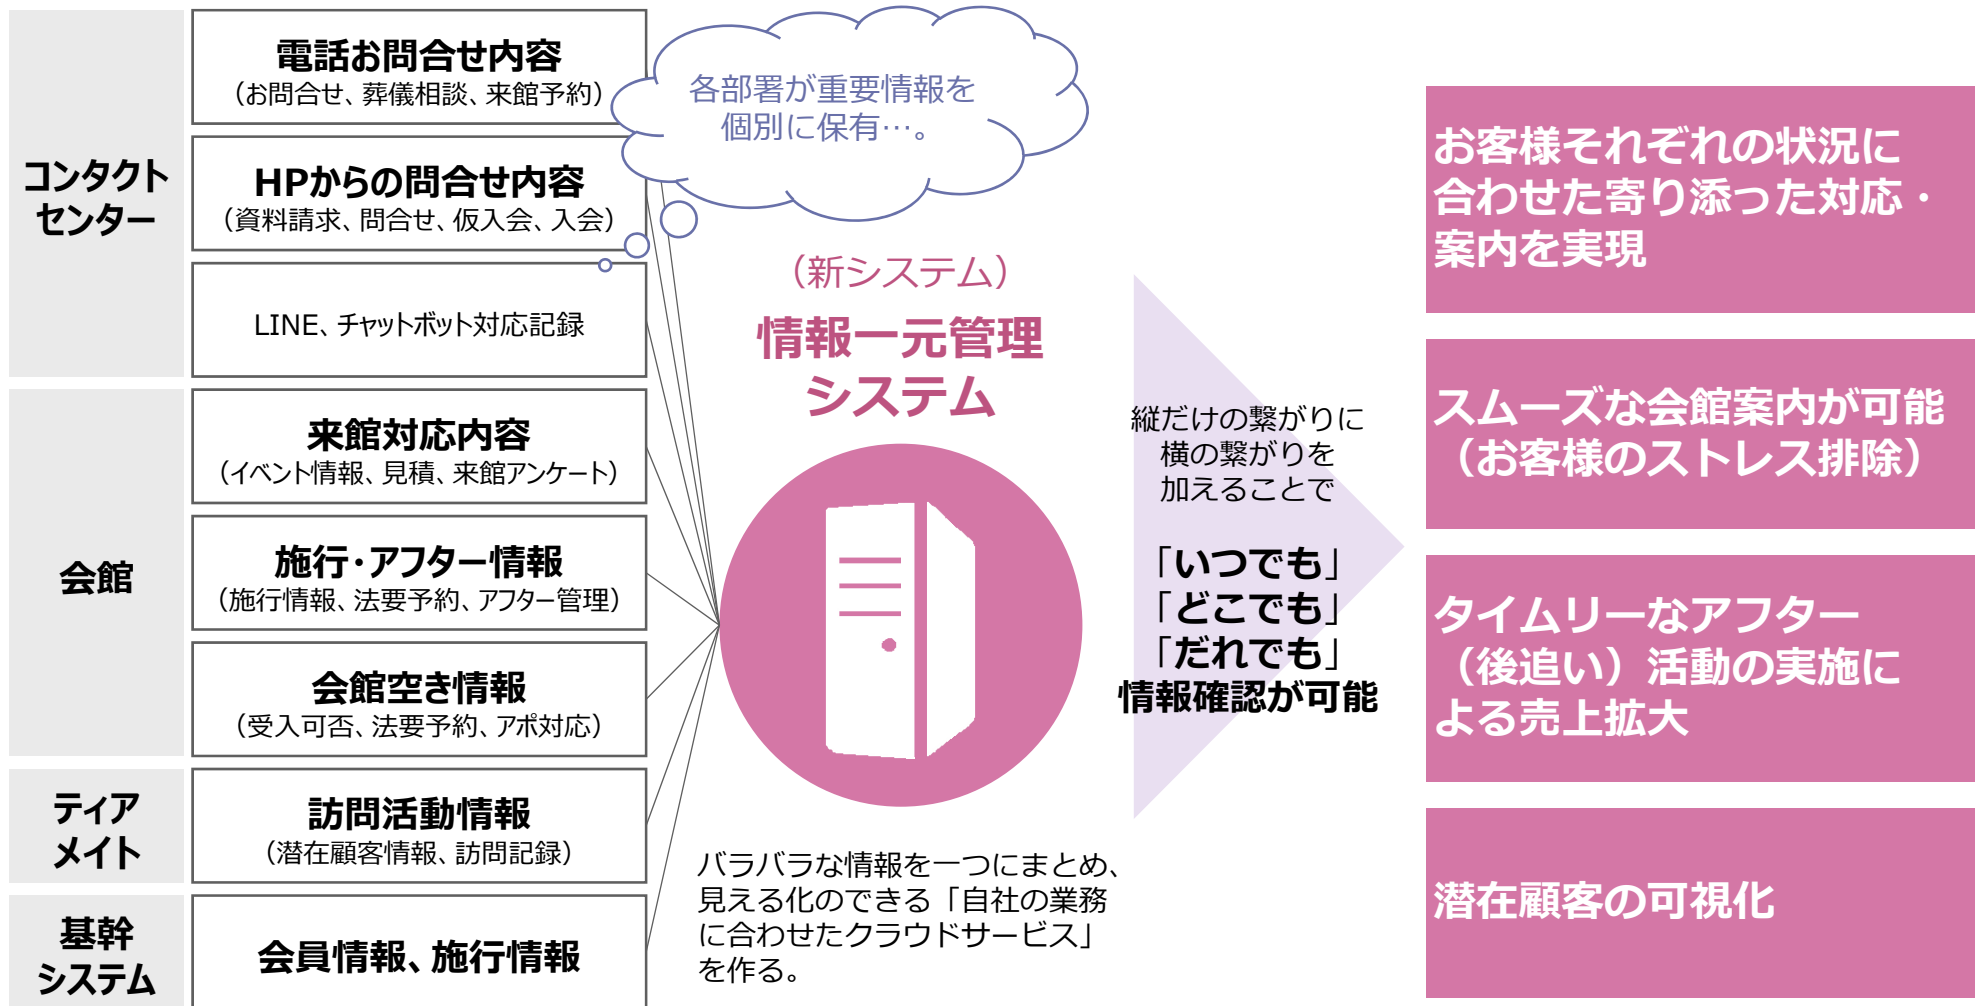 コンタクト
センター
電話お問合せ内容
（お問合せ、葬儀相談、来館予約）
HPからの問合せ内容
（資料請求、問合せ、仮入会、入会）
LINE、チャットボット対応記録
会館
来館対応内容
（イベント情報、見積、来館アンケート）
施行・アフター情報
（施行情報、法要予約、アフター管理）
会館空き情報
（受入可否、法要予約、アポ対応）
ティア
メイト
訪問活動情報
（潜在顧客情報、訪問記録）
基幹
システム
会員情報、施行情報
各部署が重要情報を
個別に保有…。
（新システム）
情報一元管理
システム
バラバラな情報を一つにまとめ、
見える化のできる「自社の業務
に合わせたクラウドサービス」
を作る。
縦だけの繋がりに
横の繋がりを
加えることで
「いつでも」
「どこでも」
「だれでも」
情報確認が可能
お客様それぞれの状況に
合わせた寄り添った対応・
案内を実現
スムーズな会館案内が可能
（お客様のストレス排除）
タイムリーなアフター
（後追い）活動の実施に
よる売上拡大
潜在顧客の可視化